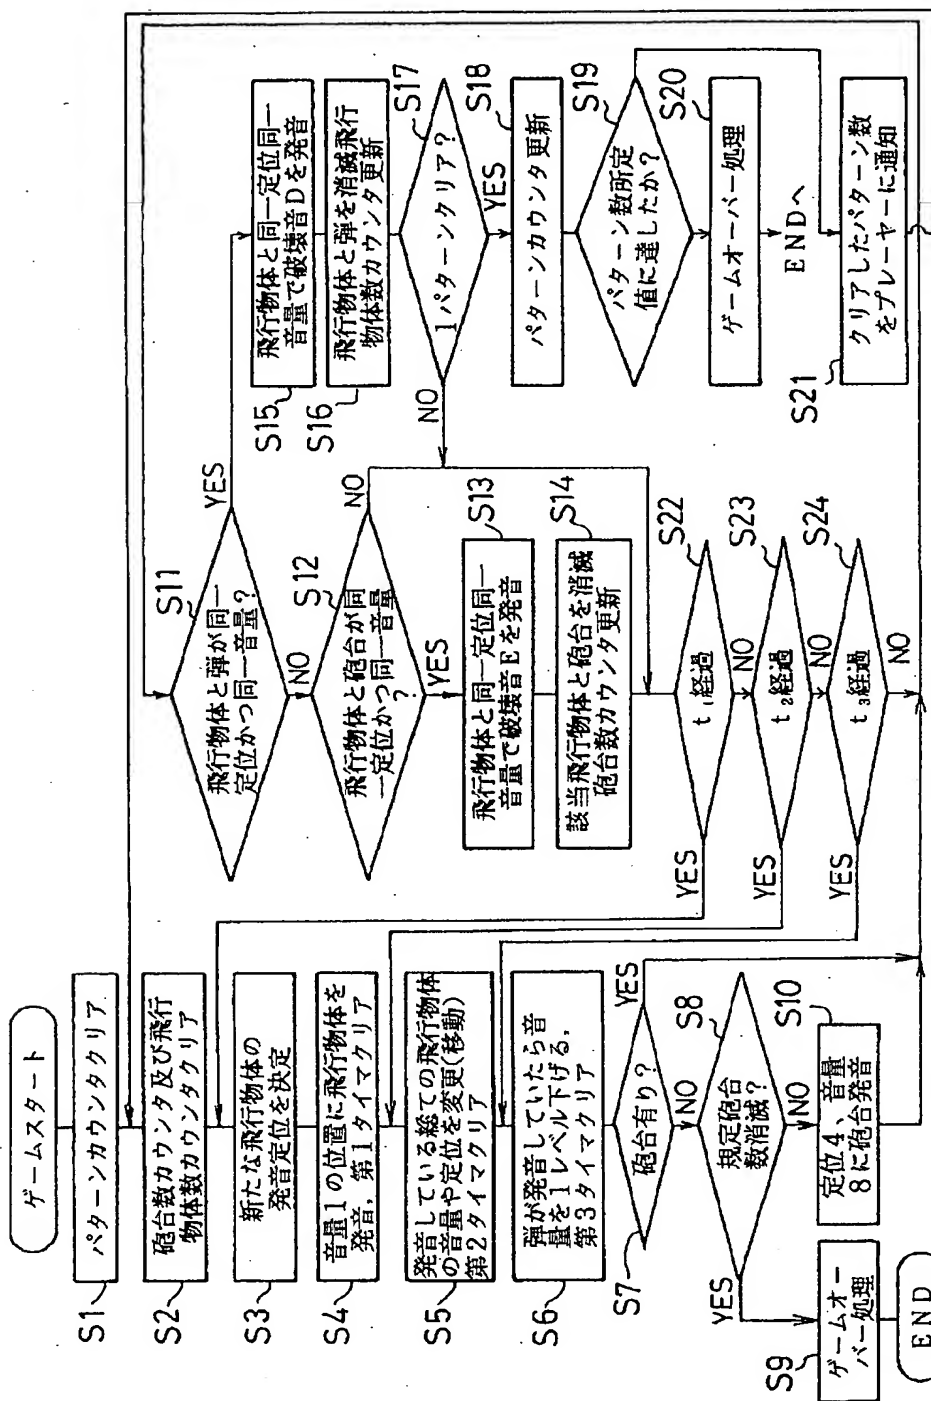 ゲームスタート
S1
パターンカウンタクリア
S2
砲台数カウンタ及び飛行
物体数カウンタクリア
S3
新たな飛行物体の
発音定位を決定
S4
音量1の位置に飛行物体を
発音,第1タイマクリア
S5
発音している総ての飛行物体
の音量や定位を変更(移動)
第2タイマクリア
S6
弾が発音していたら音
量を1レベル下げる,
第3タイマクリア
S7
砲台有り?
YES
NO
S8
規定砲台
数消滅?
YES
NO
S9
ゲームオー
バー処理
END
S10
定位4、音量
8に砲台発音
S11
飛行物体と弾が同一
定位かつ同一音量?
YES
NO
S12
飛行物体と砲台が同
一定位かつ同一音量
?
NO
YES
S13
飛行物体と同一定位同一
音量で破壊音Eを発音
S14
該当飛行物体と砲台を消滅
砲台数カウンタ更新
S22
t₁経過
YES
NO
S23
t₂経過
YES
NO
S24
t₃経過
YES
NO
S15
飛行物体と同一定位同一
音量で破壊音Dを発音
S16
飛行物体と弾を消滅飛行
物体数カウンタ更新
S17
1パターンクリア?
NO
YES
S18
パターンカウンタ更新
S19
パターン数所定
値に達したか?
S20
ゲームオーバー処理
ENDへ
S21
クリアしたパターン数
をプレーヤーに通知